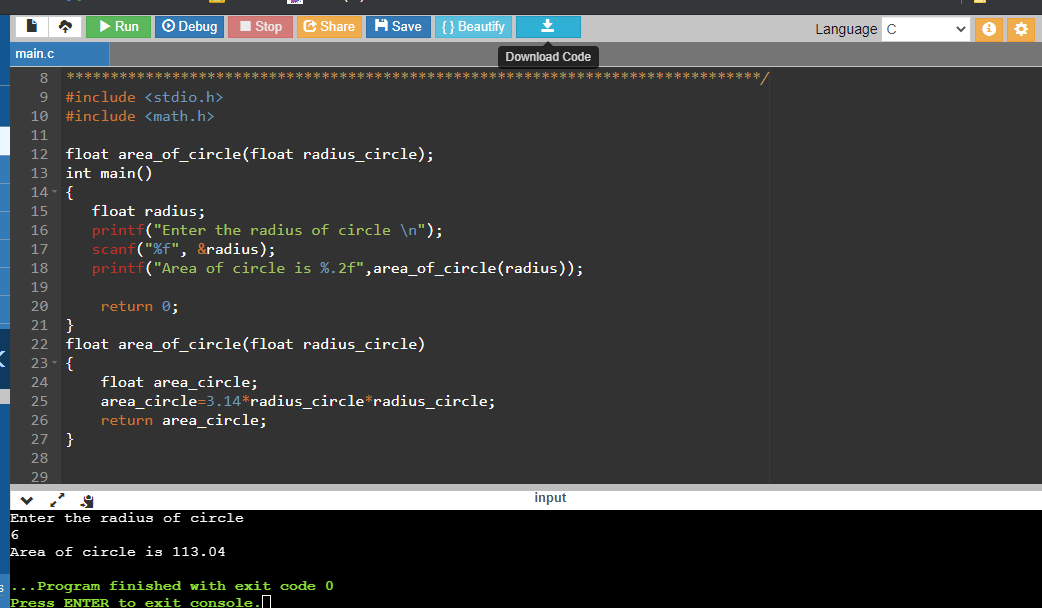 Run Debug Stop Share Save { } Beautify
Language C
Download Code
main.c
8 *******************************************************************************/
9 #include <stdio.h>
10 #include <math.h>
11
12 float area_of_circle(float radius_circle);
13 int main()
14 {
15    float radius;
16    printf("Enter the radius of circle \n");
17    scanf("%f", &radius);
18    printf("Area of circle is %.2f",area_of_circle(radius));
19
20     return 0;
21 }
22 float area_of_circle(float radius_circle)
23 {
24     float area_circle;
25     area_circle=3.14*radius_circle*radius_circle;
26     return area_circle;
27 }
28
29
input
Enter the radius of circle
6
Area of circle is 113.04
...Program finished with exit code 0
Press ENTER to exit console.